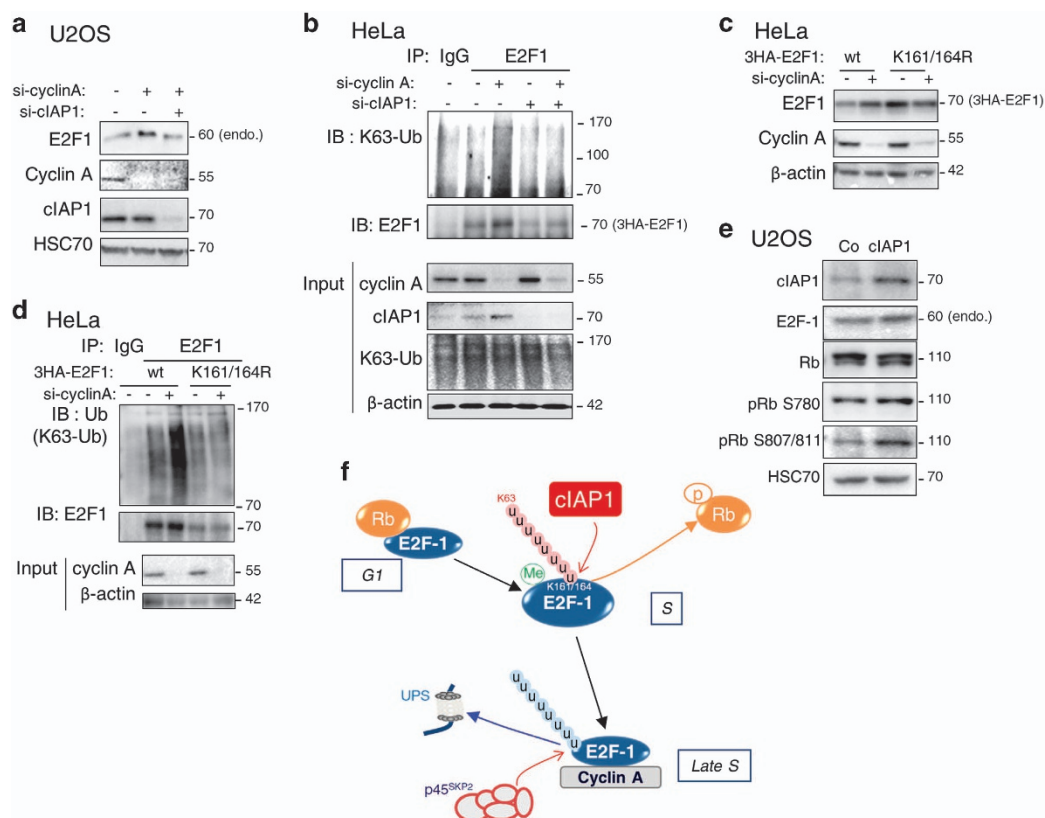 a U2OS
si-cyclinA: - + +
si-cIAP1: - - +
E2F1 60 (endo.)
Cyclin A 55
cIAP1 70
HSC70 70
b HeLa
IP: IgG E2F1
si-cyclin A: - - + - +
si-cIAP1: - - - + +
IB : K63-Ub
170
100
70
IB: E2F1 70 (3HA-E2F1)
Input
cyclin A 55
cIAP1 70
K63-Ub 170
β-actin 42
c HeLa
3HA-E2F1: wt K161/164R
si-cyclinA: - + - +
E2F1 70 (3HA-E2F1)
Cyclin A 55
β-actin 42
d HeLa
IP: IgG E2F1
3HA-E2F1: wt K161/164R
si-cyclinA: - - + - +
IB : Ub 170
(K63-Ub)
70
IB: E2F1 70
Input
cyclin A 55
β-actin 42
e U2OS
Co cIAP1
cIAP1 70
E2F-1 60 (endo.)
Rb 110
pRb S780 110
pRb S807/811 110
HSC70 70
f
Rb
E2F-1
G1
K63
u u u u u u u u u
cIAP1
p
Rb
Me
K161/164
E2F-1
S
UPS
u u u u u u u u u
E2F-1
Cyclin A
Late S
p45SKP2